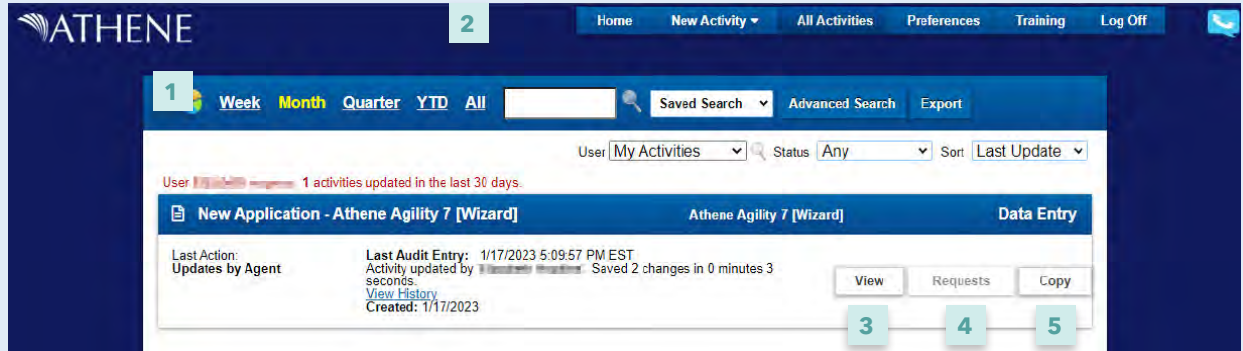 ATHENE
2
Home New Activity All Activities Preferences Training Log Off
1
Week Month Quarter YTD All Saved Search Advanced Search Export
User My Activities Status Any Sort Last Update
User 1 activities updated in the last 30 days.
New Application - Athene Agility 7 [Wizard] Athene Agility 7 [Wizard] Data Entry
Last Action:
Updates by Agent
Last Audit Entry: 1/17/2023 5:09:57 PM EST
Activity updated by Saved 2 changes in 0 minutes 3
seconds.
View History
Created: 1/17/2023
View Requests Copy
3 4 5